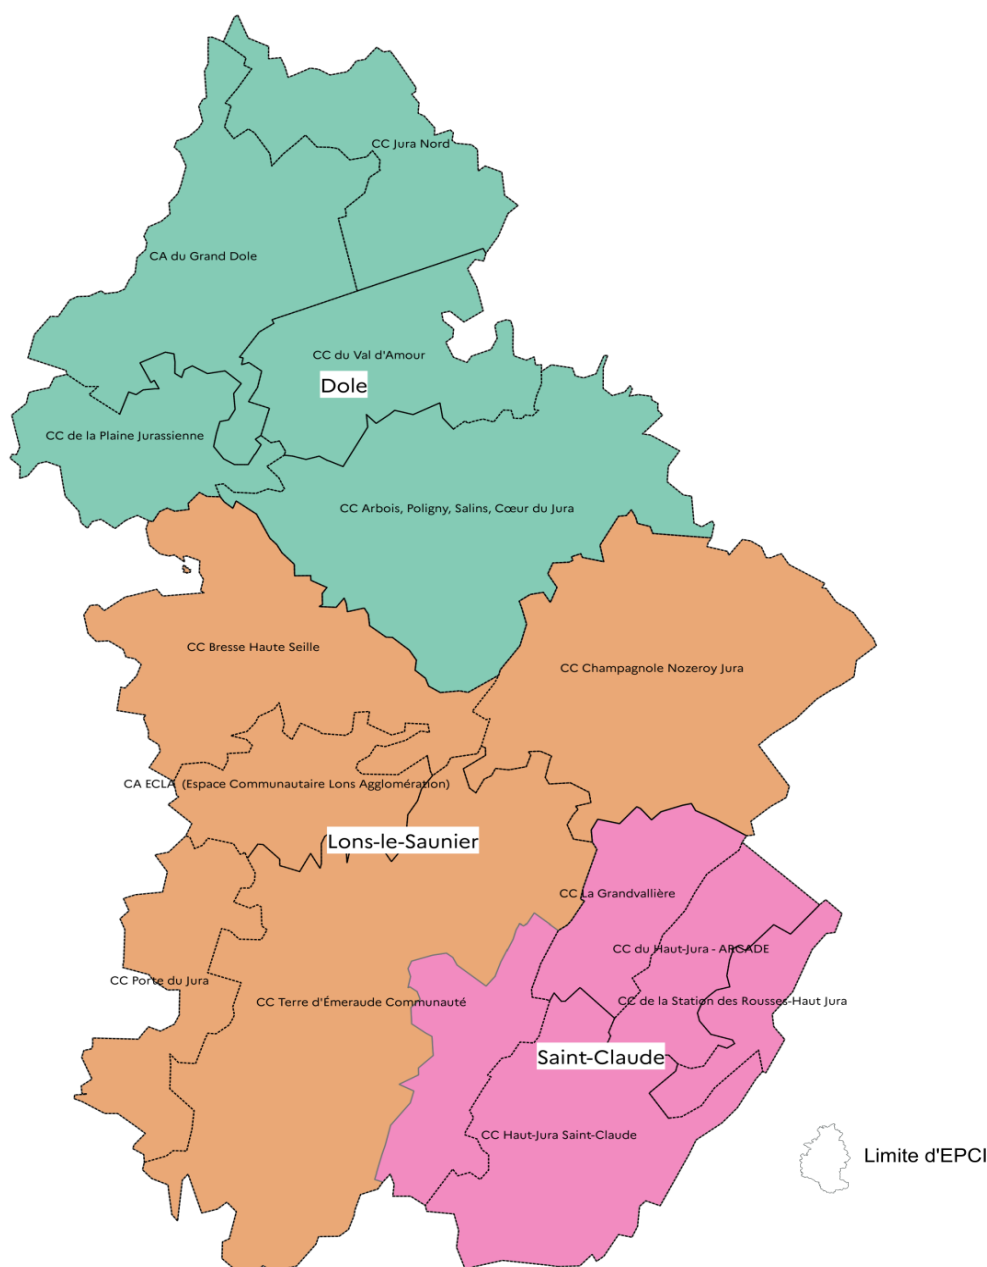 CC Jura Nord
CA du Grand Dole
CC du Val d'Amour
Dole
CC de la Plaine Jurassienne
CC Arbois, Poligny, Salins, Cœur du Jura
CC Bresse Haute Seille
CC Champagnole Nozeroy Jura
CA ECLA (Espace Communautaire Lons Agglomération)
Lons-le-Saunier
CC La Grandvallière
CC du Haut-Jura - ARCADE
CC Porte du Jura
CC Terre d'Émeraude Communauté
CC de la Station des Rousses-Haut Jura
Saint-Claude
CC Haut-Jura Saint-Claude
Limite d'EPCI